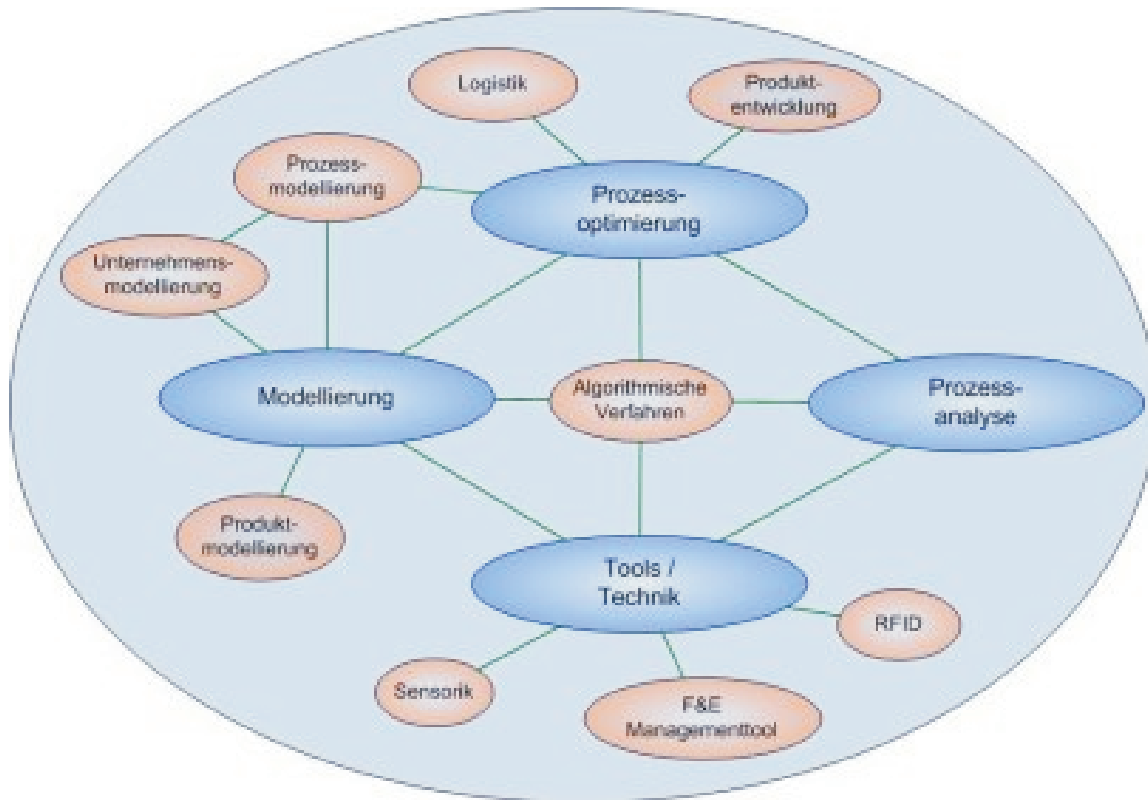 Logistik
Produkt-
entwicklung
Prozess-
modellierung
Prozess-
optimierung
Unternehmens-
modellierung
Modellierung
Algorithmische
Verfahren
Prozess-
analyse
Produkt-
modellierung
Tools /
Technik
RFID
Sensorik
F&E
Managementtool